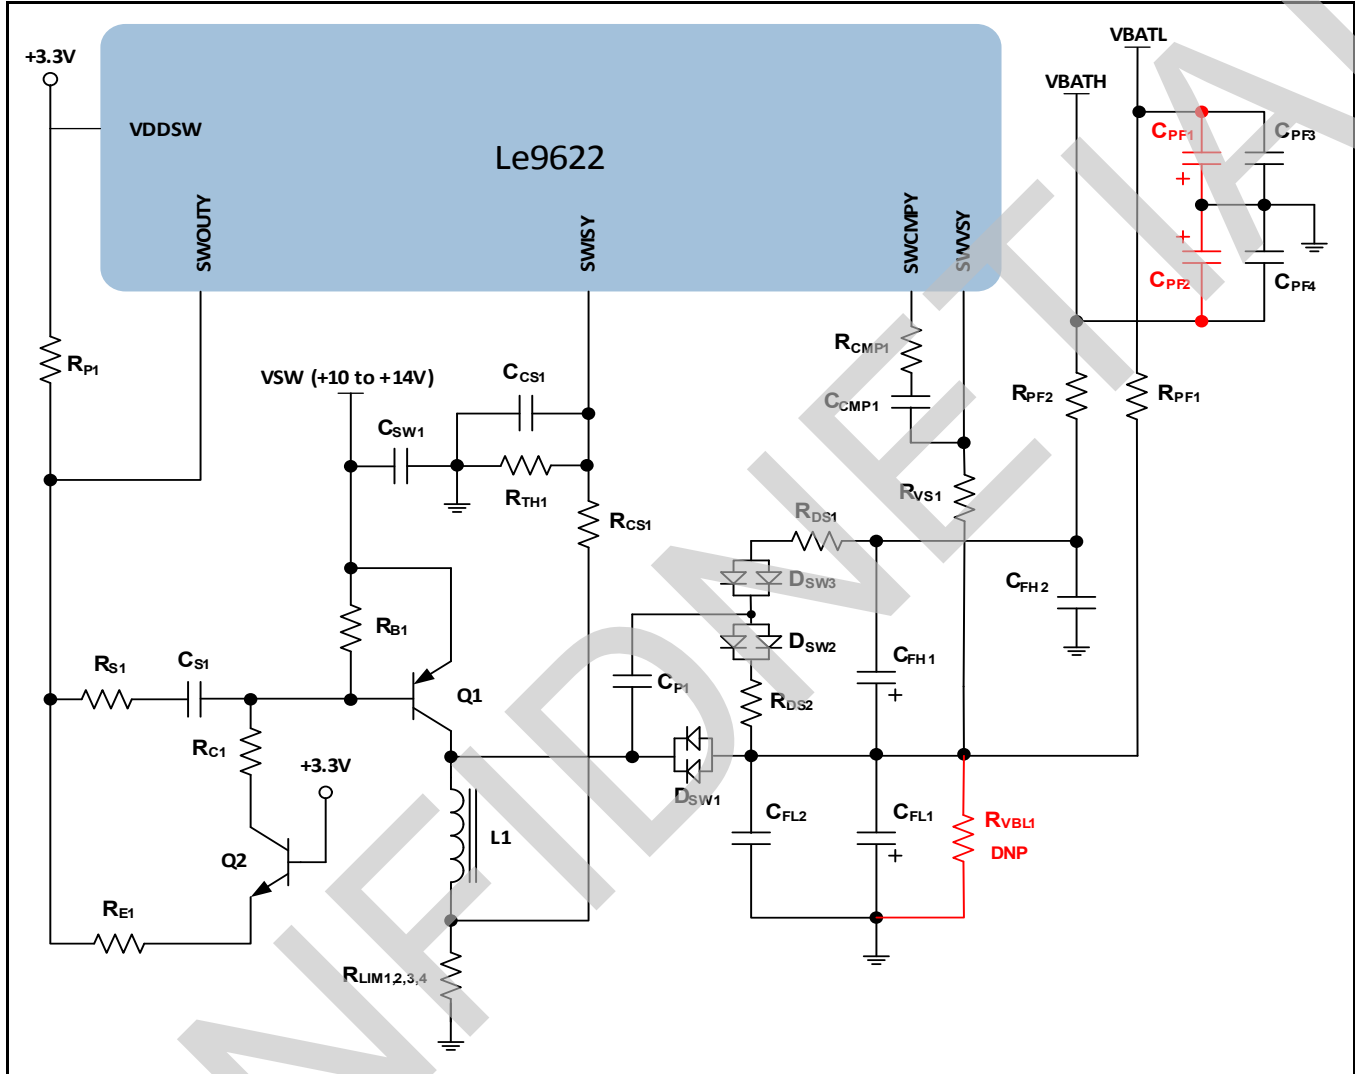 +3.3V
VBATL
VBATH
VDDSW
Le9622
CPF1
CPF3
+
SWOUTY
SWISY
SWCMPY
SWVSY
+
CPF2
CPF4
RP1
RCMP1
VSW (+10 to +14V)
CCS1
CCMP1
RPF2
RPF1
CSW1
RTH1
RVS1
RCS1
RDS1
DSW3
CFH2
RB1
DSW2
CFH1
RS1
CS1
CP1
RDS2
+
Q1
RC1
+3.3V
DSW1
CFL2
CFL1
RVBL1
DNP
+
L1
Q2
RE1
RLIM1,2,3,4
NFIDNETIA